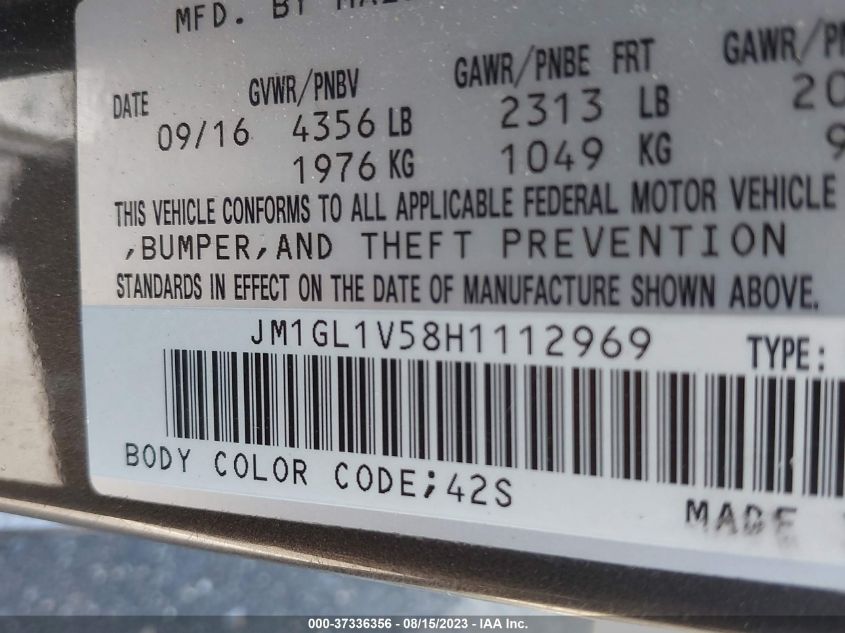 MFD. BY
DATE GVWR/PNBV GAWR/PNBE FRT
09/16 4356 LB 2313 LB
1976 KG 1049 KG
THIS VEHICLE CONFORMS TO ALL APPLICABLE FEDERAL MOTOR VEHICLE
,BUMPER,AND THEFT PREVENTION
STANDARDS IN EFFECT ON THE DATE OF MANUFACTURE SHOWN ABOVE.
JM1GL1V58H1112969 TYPE:
BODY COLOR CODE;42S
MADE
000-37336356 - 08/15/2023 - IAA Inc.